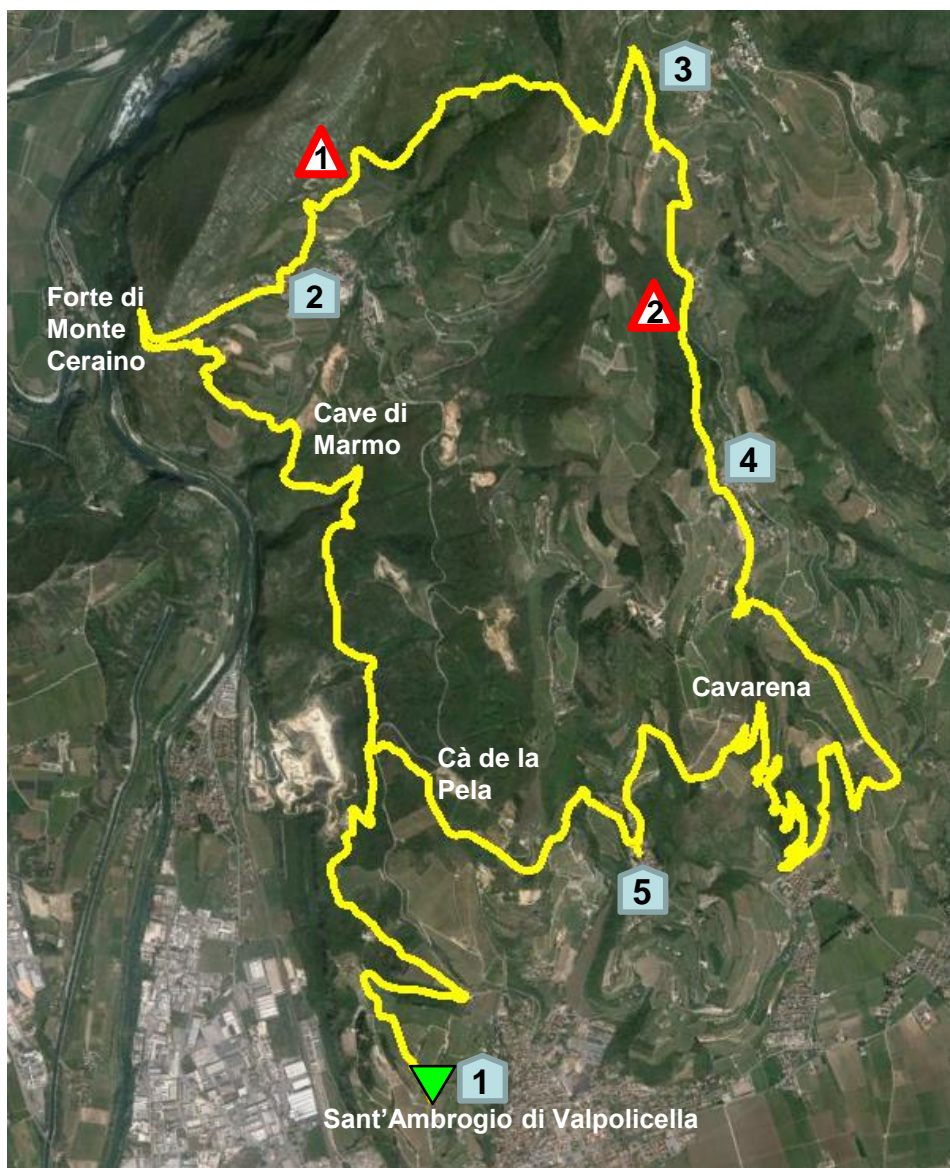 3
1
Forte di
Monte
Ceraino
2
2
Cave di
Marmo
4
Cavarena
Cà de la
Pela
5
1
Sant'Ambrogio di Valpolicella